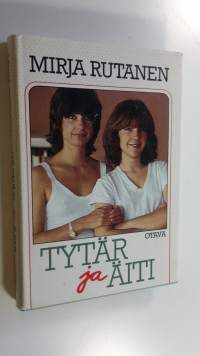 MIRJA RUTANEN
OTAVA
TYTÄR
ja ÄITI